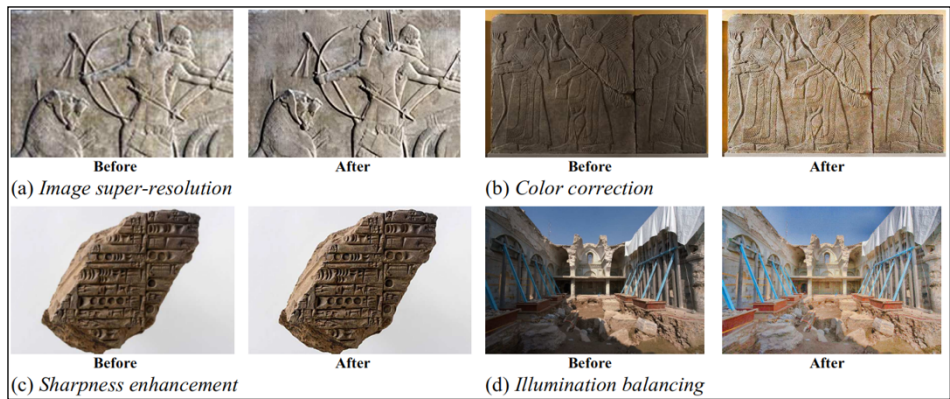 Before After Before After
(a) Image super-resolution (b) Color correction
Before After Before After
(c) Sharpness enhancement (d) Illumination balancing